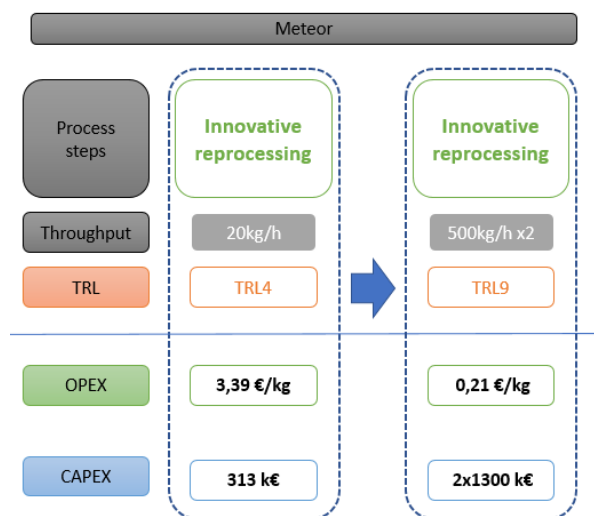 Meteor
Process
steps
Innovative
reprocessing
Innovative
reprocessing
Throughput
20kg/h
500kg/h x2
TRL
TRL4
TRL9
OPEX
3,39 €/kg
0,21 €/kg
CAPEX
313 k€
2x1300 k€